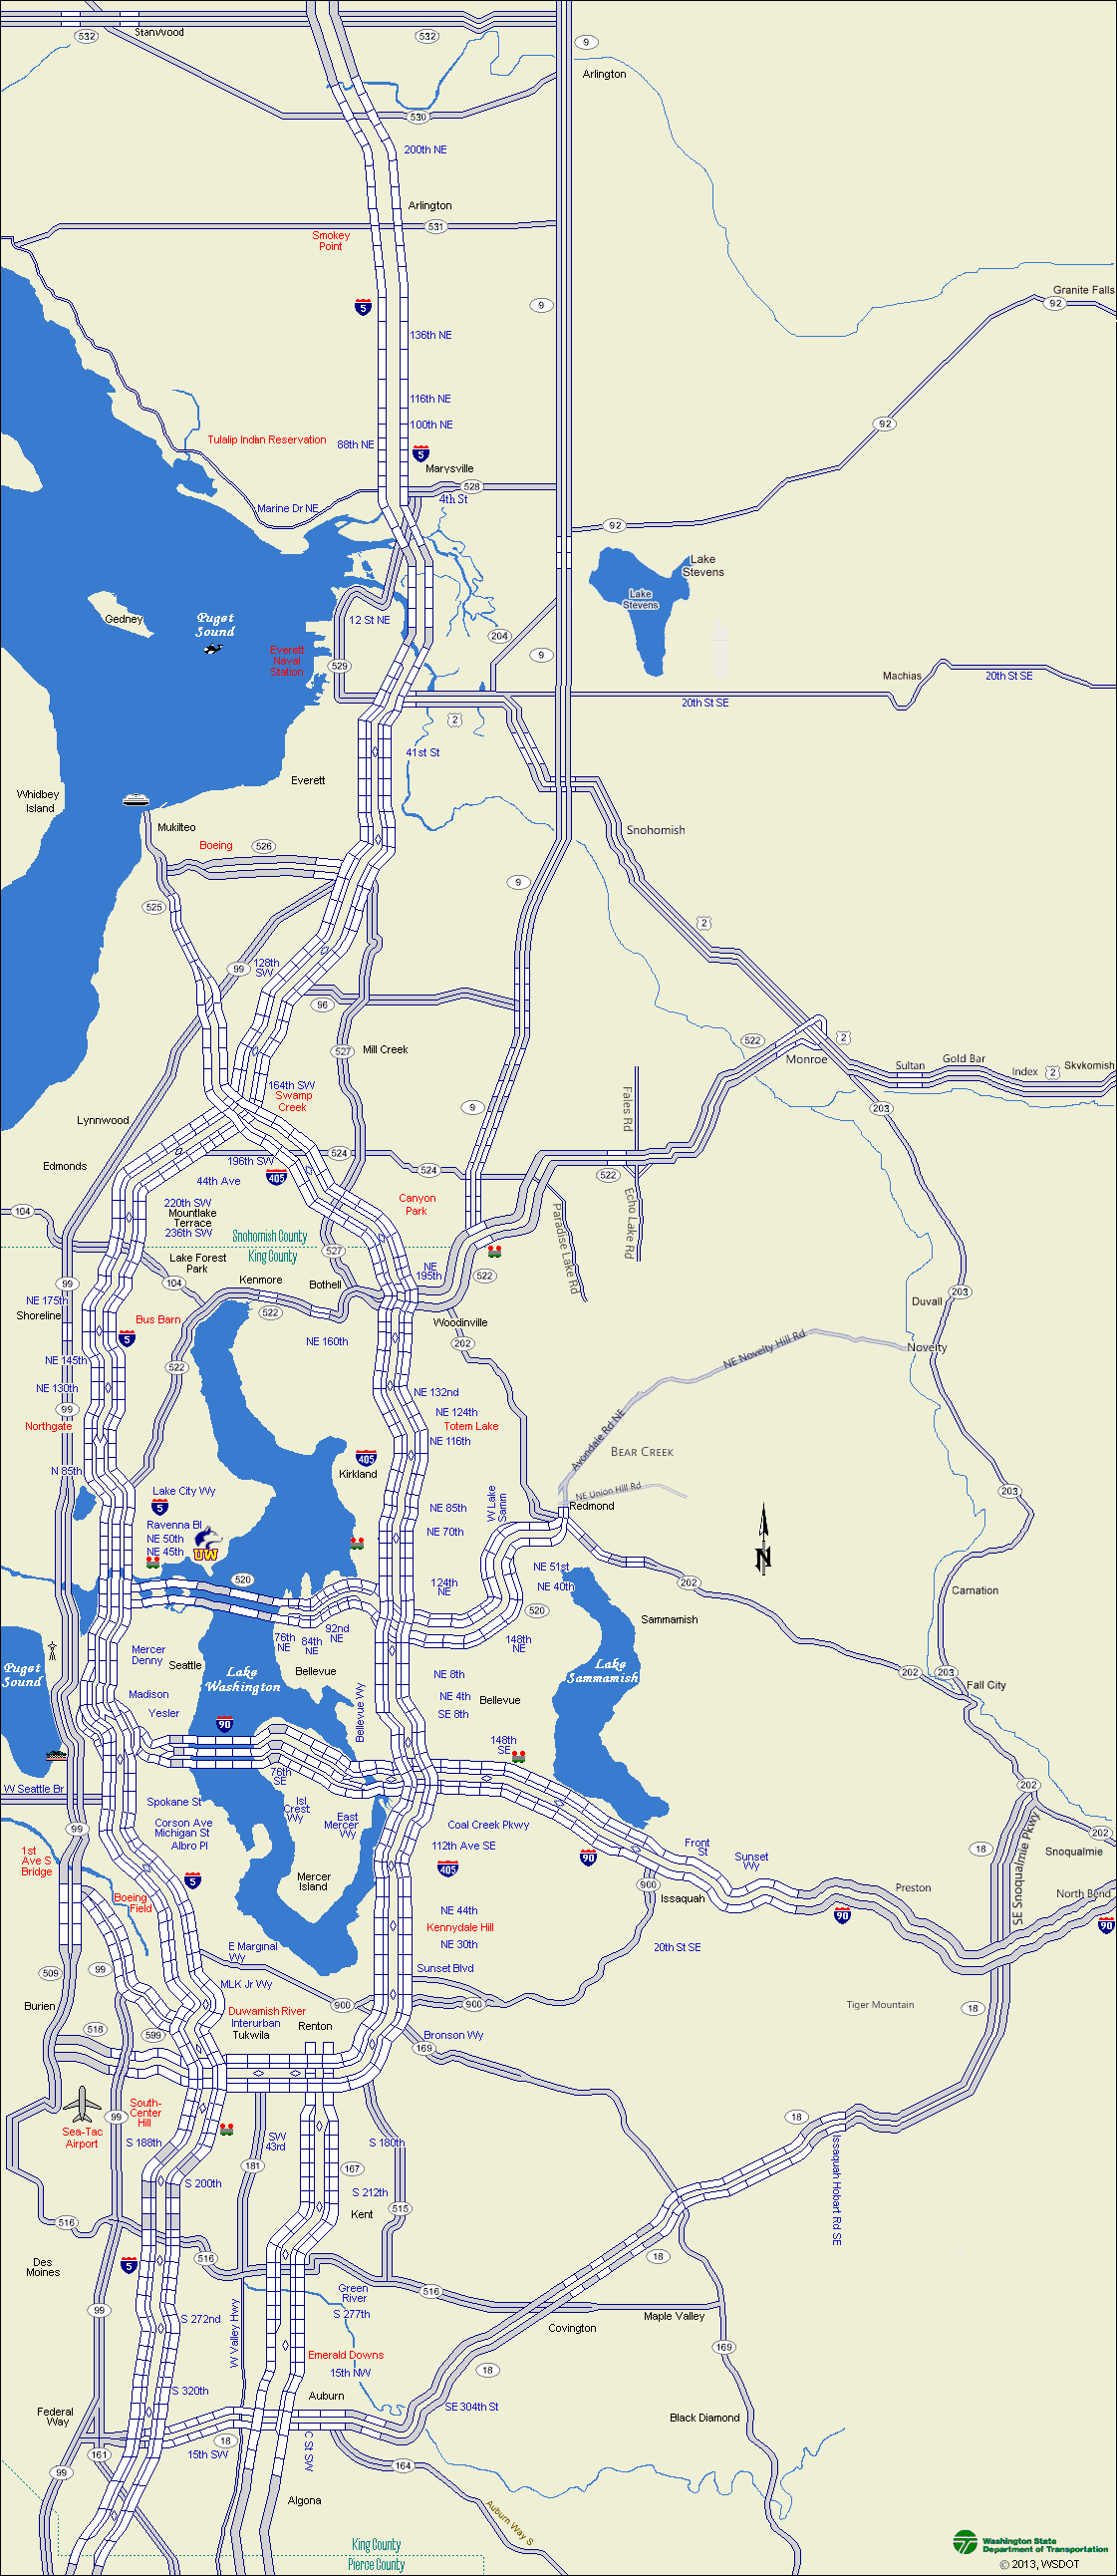 Stanwood
532
532
9
Arlington
530
200th NE
Arlington
531
Smokey
Point
Granite Falls
92
5
9
136th NE
116th NE
100th NE
92
Tulalip Indian Reservation
88th NE
5
Marysville
528
4th St
Marine Dr NE
92
Lake
Stevens
Lake
Stevens
Gedney
Puget
Sound
12 St NE
204
9
Everett
Naval
Station
529
Machias
20th St SE
20th St SE
2
41st St
Everett
Whidbey
Island
Mukilteo
Snohomish
Boeing
526
9
525
2
128th
SW
99
96
522
2
Mill Creek
527
Monroe
Gold Bar
Sultan
Index
2
Skykomish
164th SW
Swamp
Creek
9
Fales Rd
203
Lynnwood
524
196th SW
Edmonds
524
405
44th Ave
522
Canyon
Park
220th SW
Mountlake
Terrace
236th SW
104
Echo Lake Rd
Paradise Lake Rd
Snohomish County
King County
527
Lake Forest
Park
NE
195th
522
99
104
Kenmore
Bothell
203
Duvall
NE 175th
522
Shoreline
Bus Barn
Woodinville
5
NE 160th
202
NE Novelty Hill Rd
Novelty
NE 145th
522
NE 130th
NE 132nd
99
NE 124th
Northgate
Totem Lake
Avondale Rd NE
NE 116th
BEAR CREEK
405
N 85th
Kirkland
Lake City Wy
NE Union Hill Rd
203
5
NE 85th
W Lake
Samm
Redmond
Ravenna Bl
NE 50th
NE 45th
UW
NE 70th
N
NE 51st
520
124th
NE
NE 40th
202
Carnation
520
Sammamish
76th
NE
84th
NE
92nd
NE
148th
NE
Mercer
Denny
Puget
Sound
Seattle
Lake
Washington
Bellevue
NE 8th
Lake
Sammamish
202
203
Fall City
Madison
NE 4th
Bellevue
SE 8th
Yesler
Bellevue Wy
90
148th
SE
76th
SE
202
W Seattle Br
Spokane St
Isl
Crest
Wy
East
Mercer
Wy
Corson Ave
Michigan St
Albro Pl
Coal Creek Pkwy
99
112th Ave SE
Front
St
202
Snoqualmie
18
SE Snoqualmie Pkwy
1st
Ave S
Bridge
Sunset
Wy
90
405
5
Mercer
Island
900
Preston
North Bend
Boeing
Field
Issaquah
NE 44th
90
90
Kennydale Hill
NE 30th
20th St SE
E Marginal
Wy
Sunset Blvd
509
99
MLK Jr Wy
900
900
Burien
Duwamish River
Interurban
Tukwila
Tiger Mountain
18
518
599
Renton
Bronson Wy
169
South-
Center
Hill
99
18
Sea-Tac
Airport
S 188th
SW
43rd
S 180th
Issaquah Hobart Rd SE
181
167
S 200th
S 212th
515
516
Kent
18
Des
Moines
516
5
Green
River
516
99
S 277th
Maple Valley
S 272nd
Covington
W Valley Hwy
169
Emerald Downs
15th NW
18
S 320th
Auburn
SE 304th St
Federal
Way
Black Diamond
18
C St SW
161
15th SW
164
99
Algona
Auburn Way S
King County
Pierce County
Washington State
Department of Transportation
© 2013, WSDOT